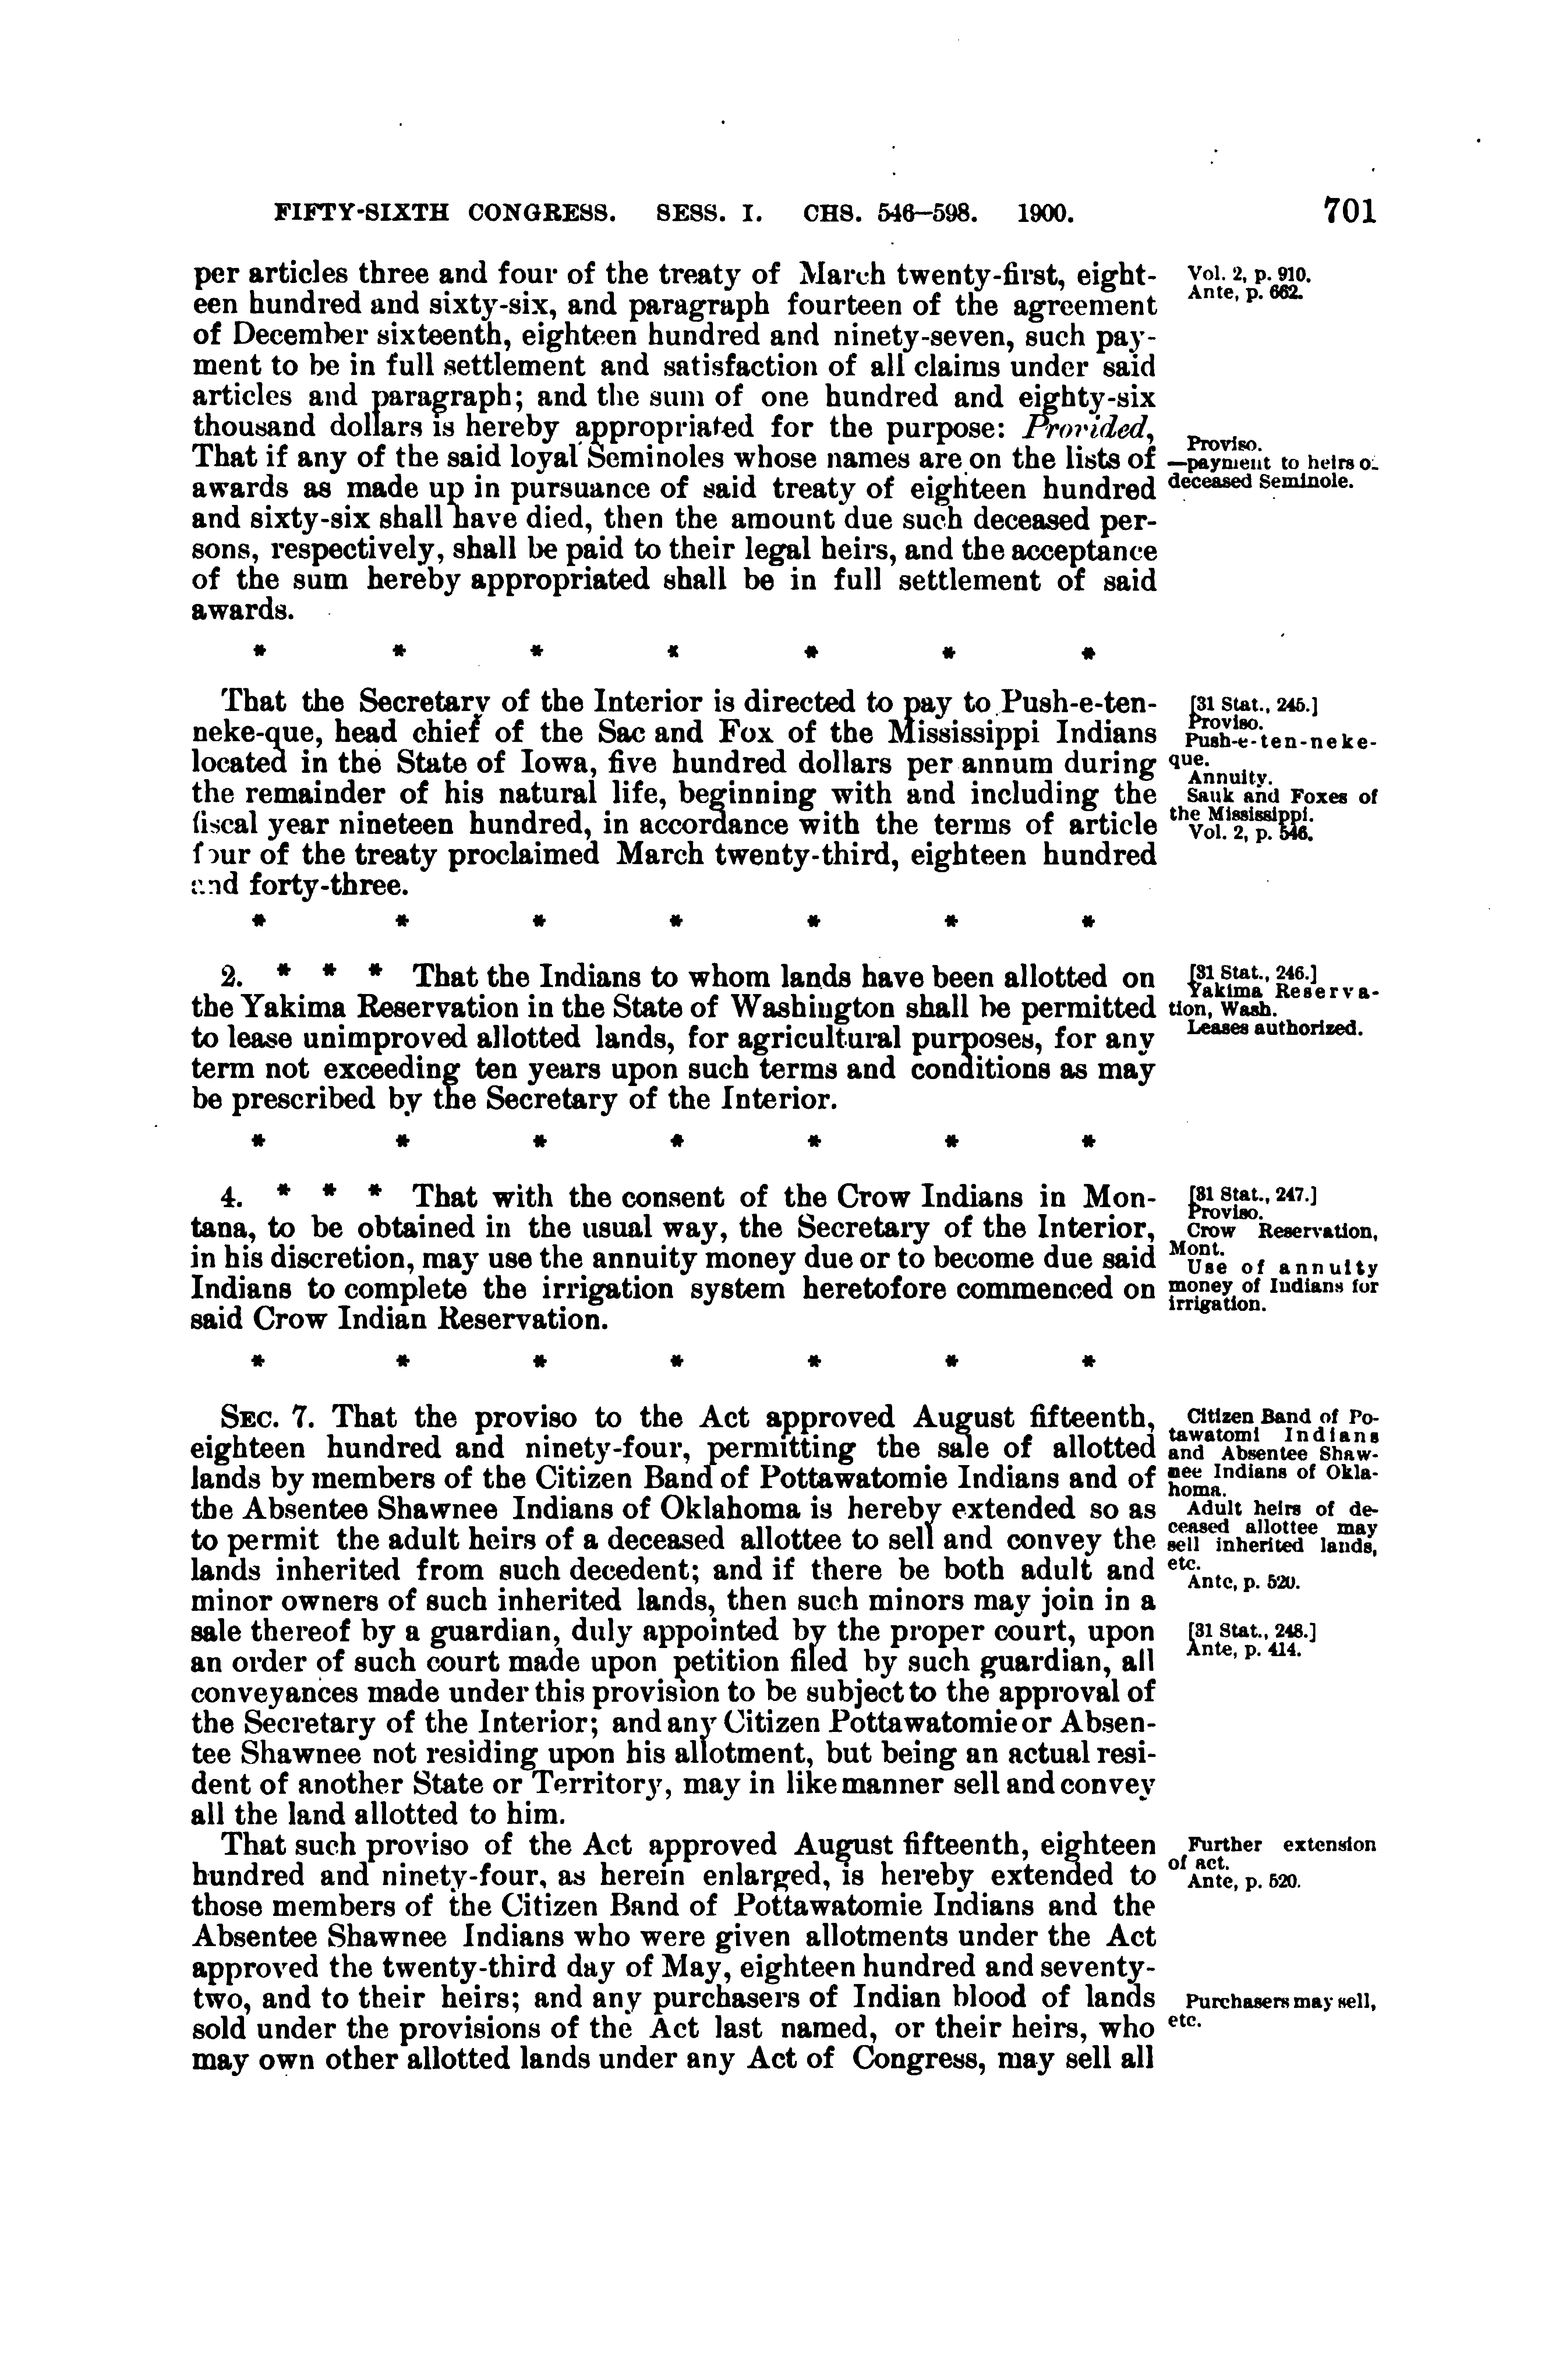 FIFTY-SIXTH CONGRESS. SESS. I. CHS. 546–598. 1900. 701
per articles three and four of the treaty of March twenty-first, eight-
een hundred and sixty-six, and paragraph fourteen of the agreement
of December sixteenth, eighteen hundred and ninety-seven, such pay-
ment to be in full settlement and satisfaction of all claims under said
articles and paragraph; and the sum of one hundred and eighty-six
thousand dollars is hereby appropriated for the purpose: Provided,
That if any of the said loyal Seminoles whose names are on the lists of
awards as made up in pursuance of said treaty of eighteen hundred
and sixty-six shall have died, then the amount due such deceased per-
sons, respectively, shall be paid to their legal heirs, and the acceptance
of the sum hereby appropriated shall be in full settlement of said
awards.
Vol. 2, p. 910.
Ante, p. 662.
Proviso.
—payment to heirs of
deceased Seminole.
* * * * * * *
That the Secretary of the Interior is directed to pay to Push-e-ten-
neke-que, head chief of the Sac and Fox of the Mississippi Indians
located in the State of Iowa, five hundred dollars per annum during
the remainder of his natural life, beginning with and including the
fiscal year nineteen hundred, in accordance with the terms of article
four of the treaty proclaimed March twenty-third, eighteen hundred
and forty-three.
[31 Stat., 245.]
Proviso.
Push-e-ten-neke-
que.
Annuity.
Sauk and Foxes of
the Mississippi.
Vol. 2, p. 546.
* * * * * * *
2. * * * That the Indians to whom lands have been allotted on
the Yakima Reservation in the State of Washington shall be permitted
to lease unimproved allotted lands, for agricultural purposes, for any
term not exceeding ten years upon such terms and conditions as may
be prescribed by the Secretary of the Interior.
[31 Stat., 246.]
Yakima Reserva-
tion, Wash.
Leases authorized.
* * * * * * *
4. * * * That with the consent of the Crow Indians in Mon-
tana, to be obtained in the usual way, the Secretary of the Interior,
in his discretion, may use the annuity money due or to become due said
Indians to complete the irrigation system heretofore commenced on
said Crow Indian Reservation.
[31 Stat., 247.]
Proviso.
Crow Reservation,
Mont.
Use of annuity
money of Indians for
irrigation.
* * * * * * *
SEC. 7. That the proviso to the Act approved August fifteenth,
eighteen hundred and ninety-four, permitting the sale of allotted
lands by members of the Citizen Band of Pottawatomie Indians and of
the Absentee Shawnee Indians of Oklahoma is hereby extended so as
to permit the adult heirs of a deceased allottee to sell and convey the
lands inherited from such decedent; and if there be both adult and
minor owners of such inherited lands, then such minors may join in a
sale thereof by a guardian, duly appointed by the proper court, upon
an order of such court made upon petition filed by such guardian, all
conveyances made under this provision to be subject to the approval of
the Secretary of the Interior; and any Citizen Pottawatomie or Absen-
tee Shawnee not residing upon his allotment, but being an actual resi-
dent of another State or Territory, may in like manner sell and convey
all the land allotted to him.
Citizen Band of Po-
tawatomi Indians
and Absentee Shaw-
nee Indians of Okla-
homa.
Adult heirs of de-
ceased allottee may
sell inherited lands,
etc.
Ante, p. 520.
[31 Stat., 248.]
Ante, p. 414.
That such proviso of the Act approved August fifteenth, eighteen
hundred and ninety-four, as herein enlarged, is hereby extended to
those members of the Citizen Band of Pottawatomie Indians and the
Absentee Shawnee Indians who were given allotments under the Act
approved the twenty-third day of May, eighteen hundred and seventy-
two, and to their heirs; and any purchasers of Indian blood of lands
sold under the provisions of the Act last named, or their heirs, who
may own other allotted lands under any Act of Congress, may sell all
Further extension
of act.
Ante, p. 520.
Purchasers may sell,
etc.